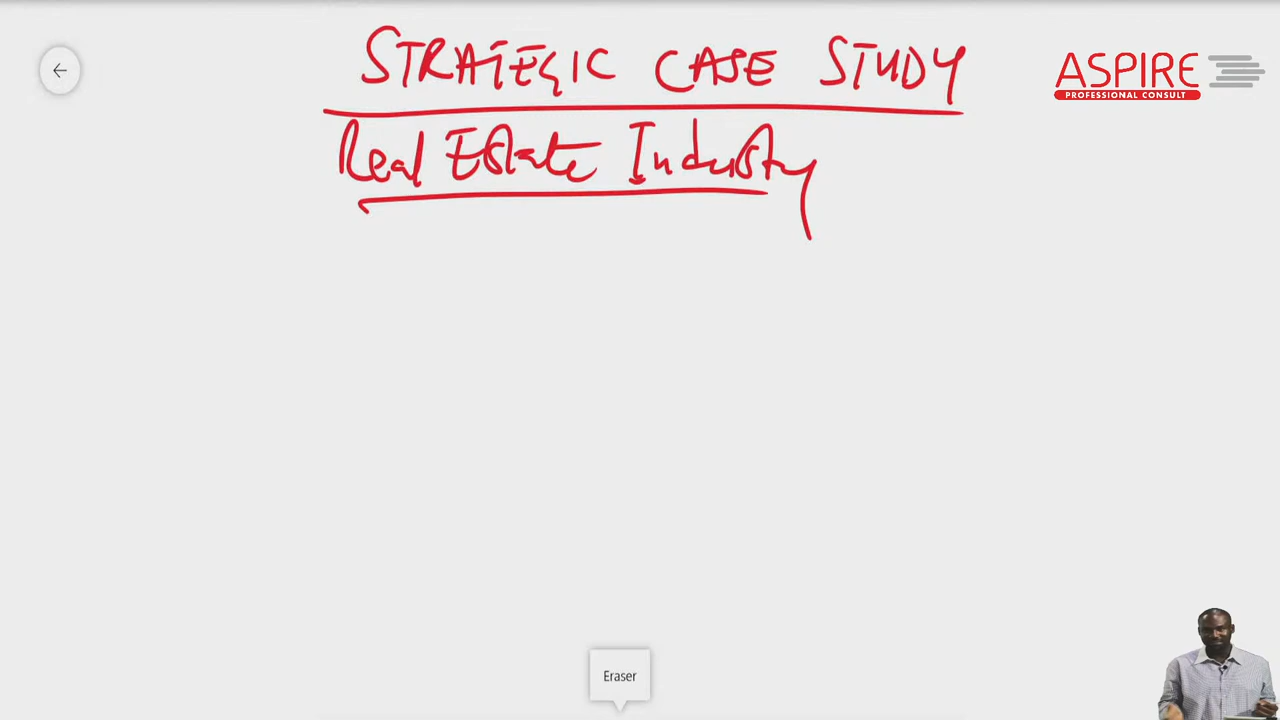 STRATEGIC CASE STUDY
Real Estate Industry
ASPIRE
PROFESSIONAL CONSULT
Eraser